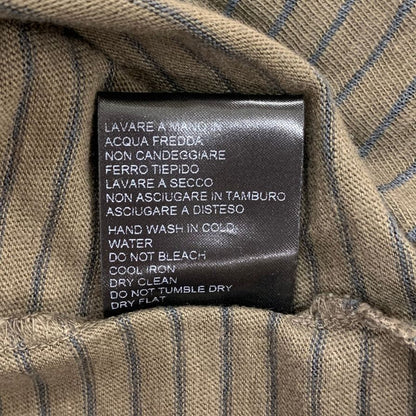 LAVARE A MANO IN
ACQUA FREDDA
NON CANDEGGIARE
FERRO TIEPIDO
LAVARE A SECCO
NON ASCIUGARE IN TAMBURO
ASCIUGARE A DISTESO
HAND WASH IN COLD
WATER
DO NOT BLEACH
COOL IRON
DRY CLEAN
DO NOT TUMBLE DRY
DRY FLAT